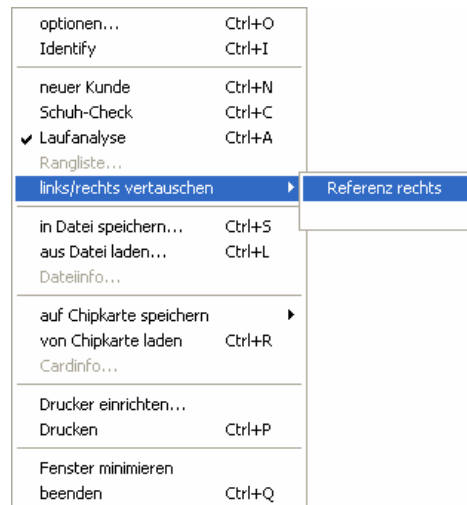 optionen... Ctrl+O
Identify Ctrl+I
neuer Kunde Ctrl+N
Schuh-Check Ctrl+C
Laufanalyse Ctrl+A
Rangliste...
links/rechts vertauschen Referenz rechts
in Datei speichern... Ctrl+S
aus Datei laden... Ctrl+L
Dateiinfo...
auf Chipkarte speichern
von Chipkarte laden Ctrl+R
Cardinfo...
Drucker einrichten...
Drucken Ctrl+P
Fenster minimieren
beenden Ctrl+Q